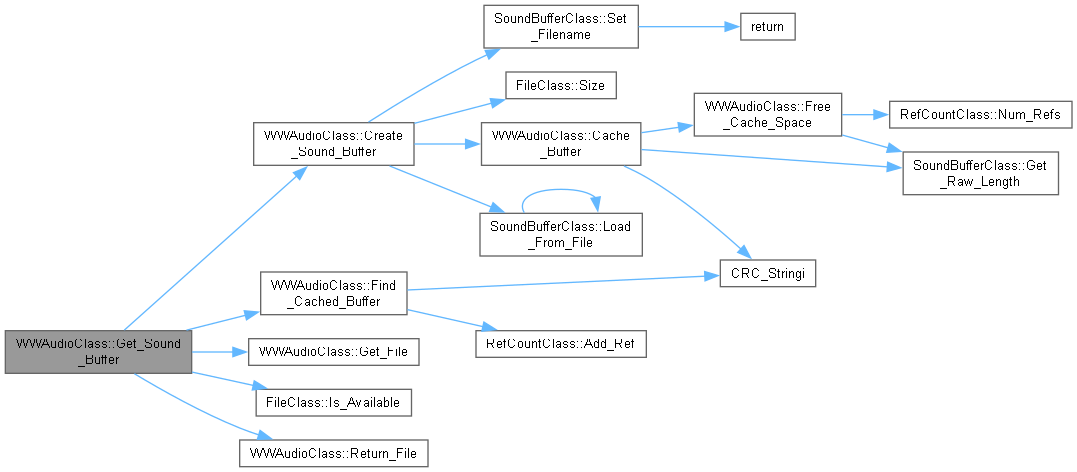 SoundBufferClass::Set
_Filename
return
FileClass::Size
WWAudioClass::Free
_Cache_Space
RefCountClass::Num_Refs
WWAudioClass::Create
_Sound_Buffer
WWAudioClass::Cache
_Buffer
SoundBufferClass::Get
_Raw_Length
SoundBufferClass::Load
_From_File
CRC_Stringi
WWAudioClass::Find
_Cached_Buffer
WWAudioClass::Get_Sound
_Buffer
WWAudioClass::Get_File
RefCountClass::Add_Ref
FileClass::Is_Available
WWAudioClass::Return_File